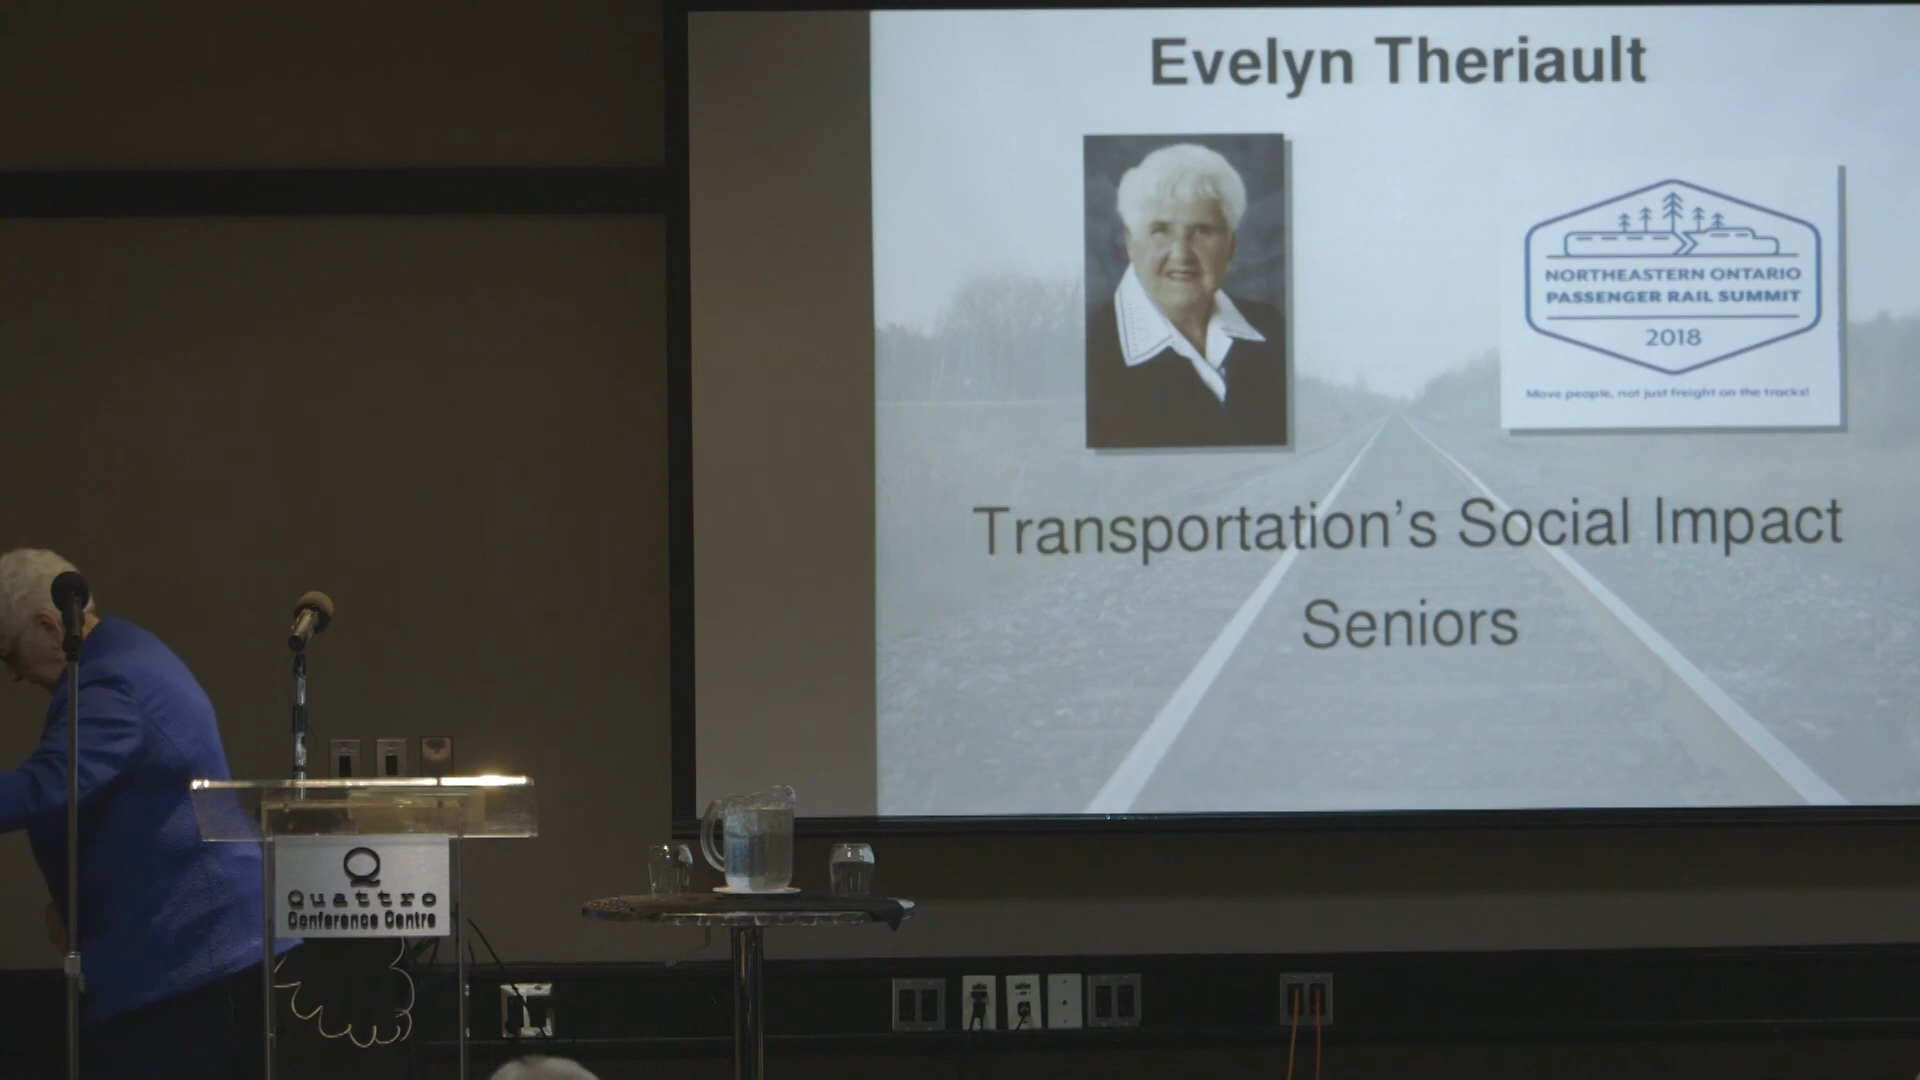 Evelyn Theriault
NORTHEASTERN ONTARIO
PASSENGER RAIL SUMMIT
2018
Move people, not just freight on the tracks!
Transportation's Social Impact
Seniors
Q
Quattro
Conference Centre